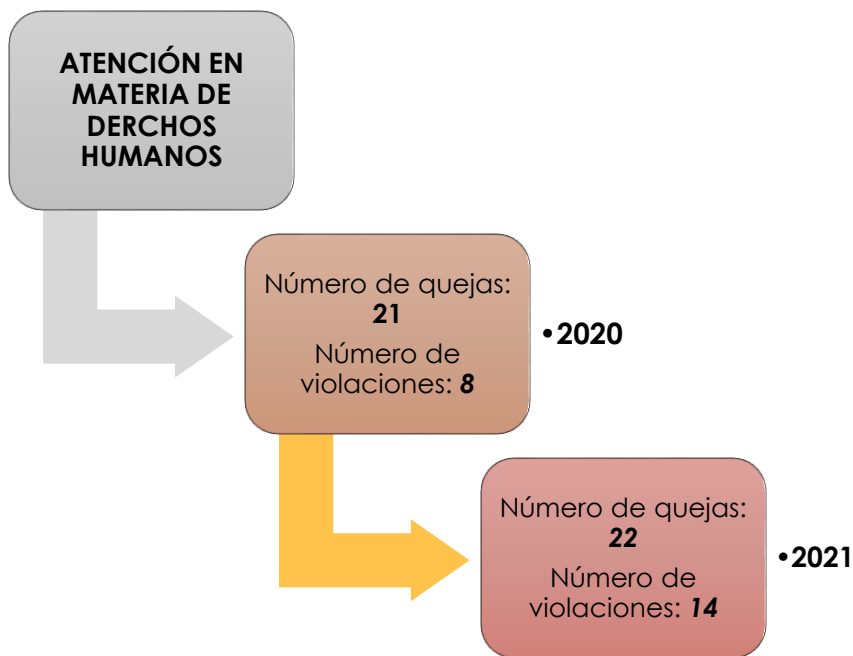 ATENCIÓN EN
MATERIA DE
DERCHOS
HUMANOS
Número de quejas:
21
Número de
violaciones: 8
•2020
Número de quejas:
22
Número de
violaciones: 14
•2021